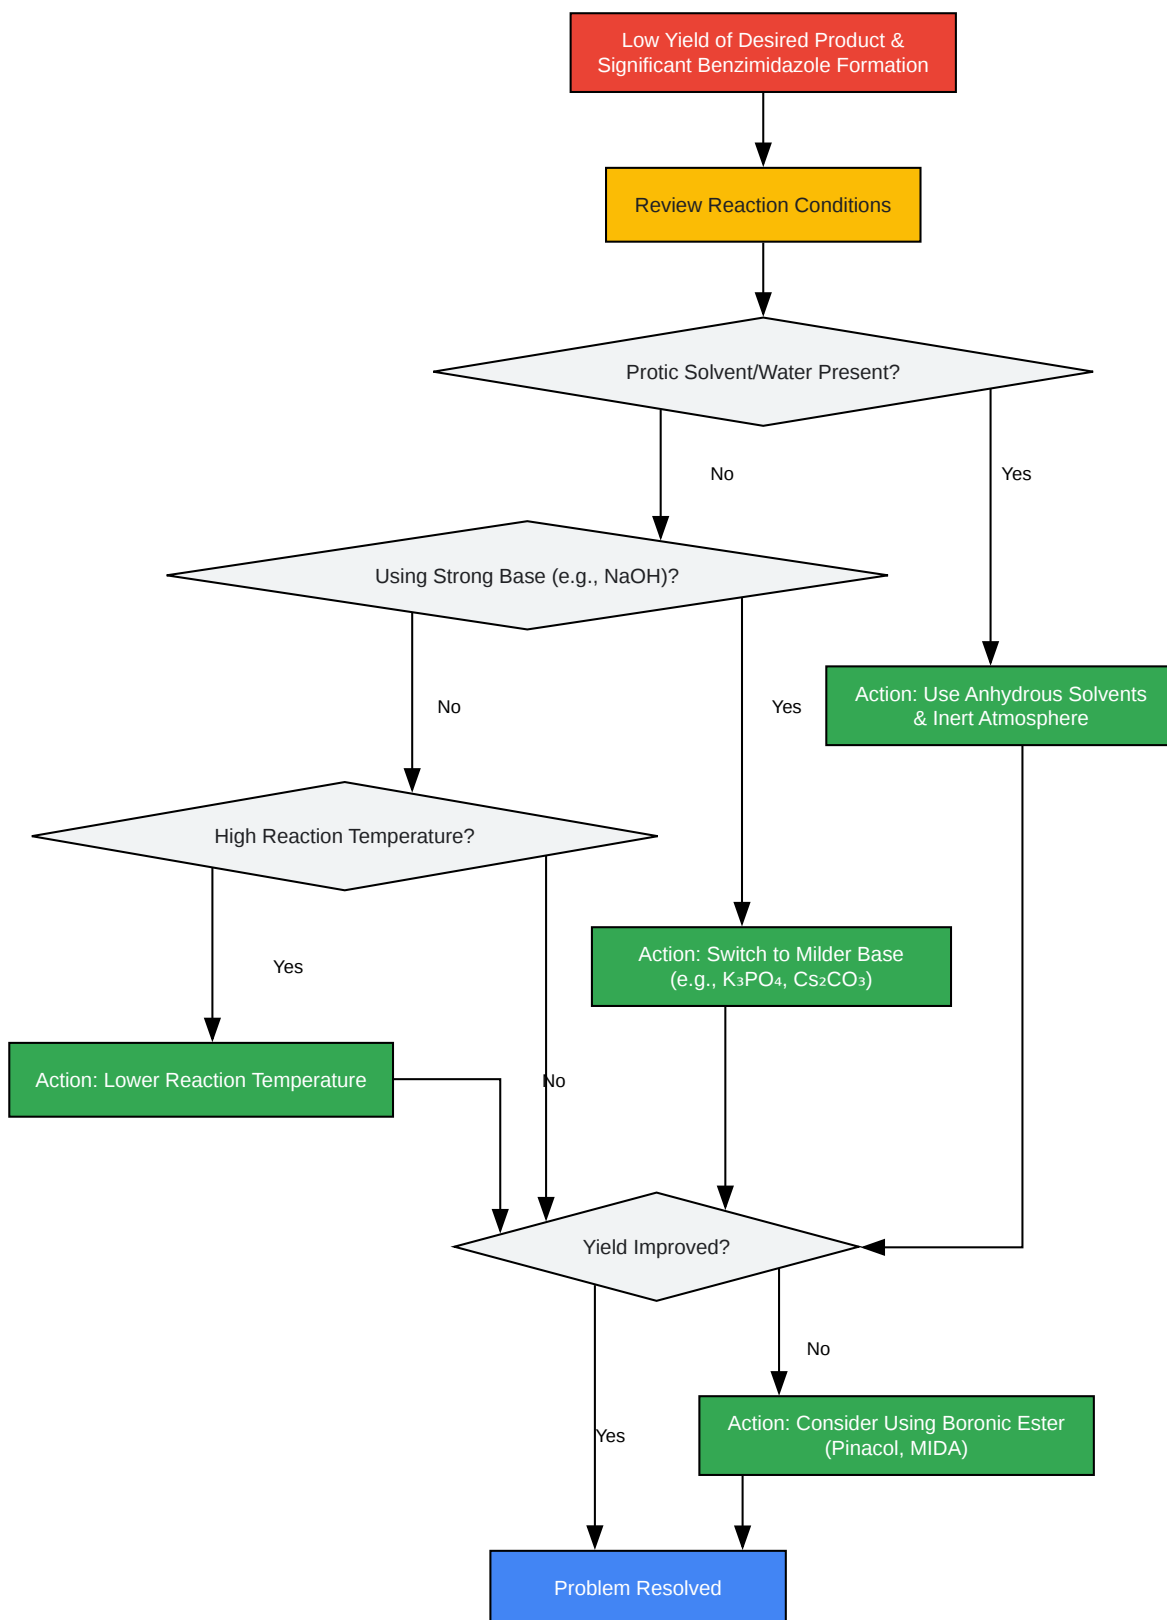 Low Yield of Desired Product &
Significant Benzimidazole Formation
Review Reaction Conditions
Protic Solvent/Water Present?
No
Yes
Using Strong Base (e.g., NaOH)?
No
Yes
Action: Use Anhydrous Solvents
& Inert Atmosphere
High Reaction Temperature?
Yes
Action: Switch to Milder Base
(e.g., K₃PO₄, Cs₂CO₃)
Action: Lower Reaction Temperature
No
Yield Improved?
No
Yes
Action: Consider Using Boronic Ester
(Pinacol, MIDA)
Problem Resolved